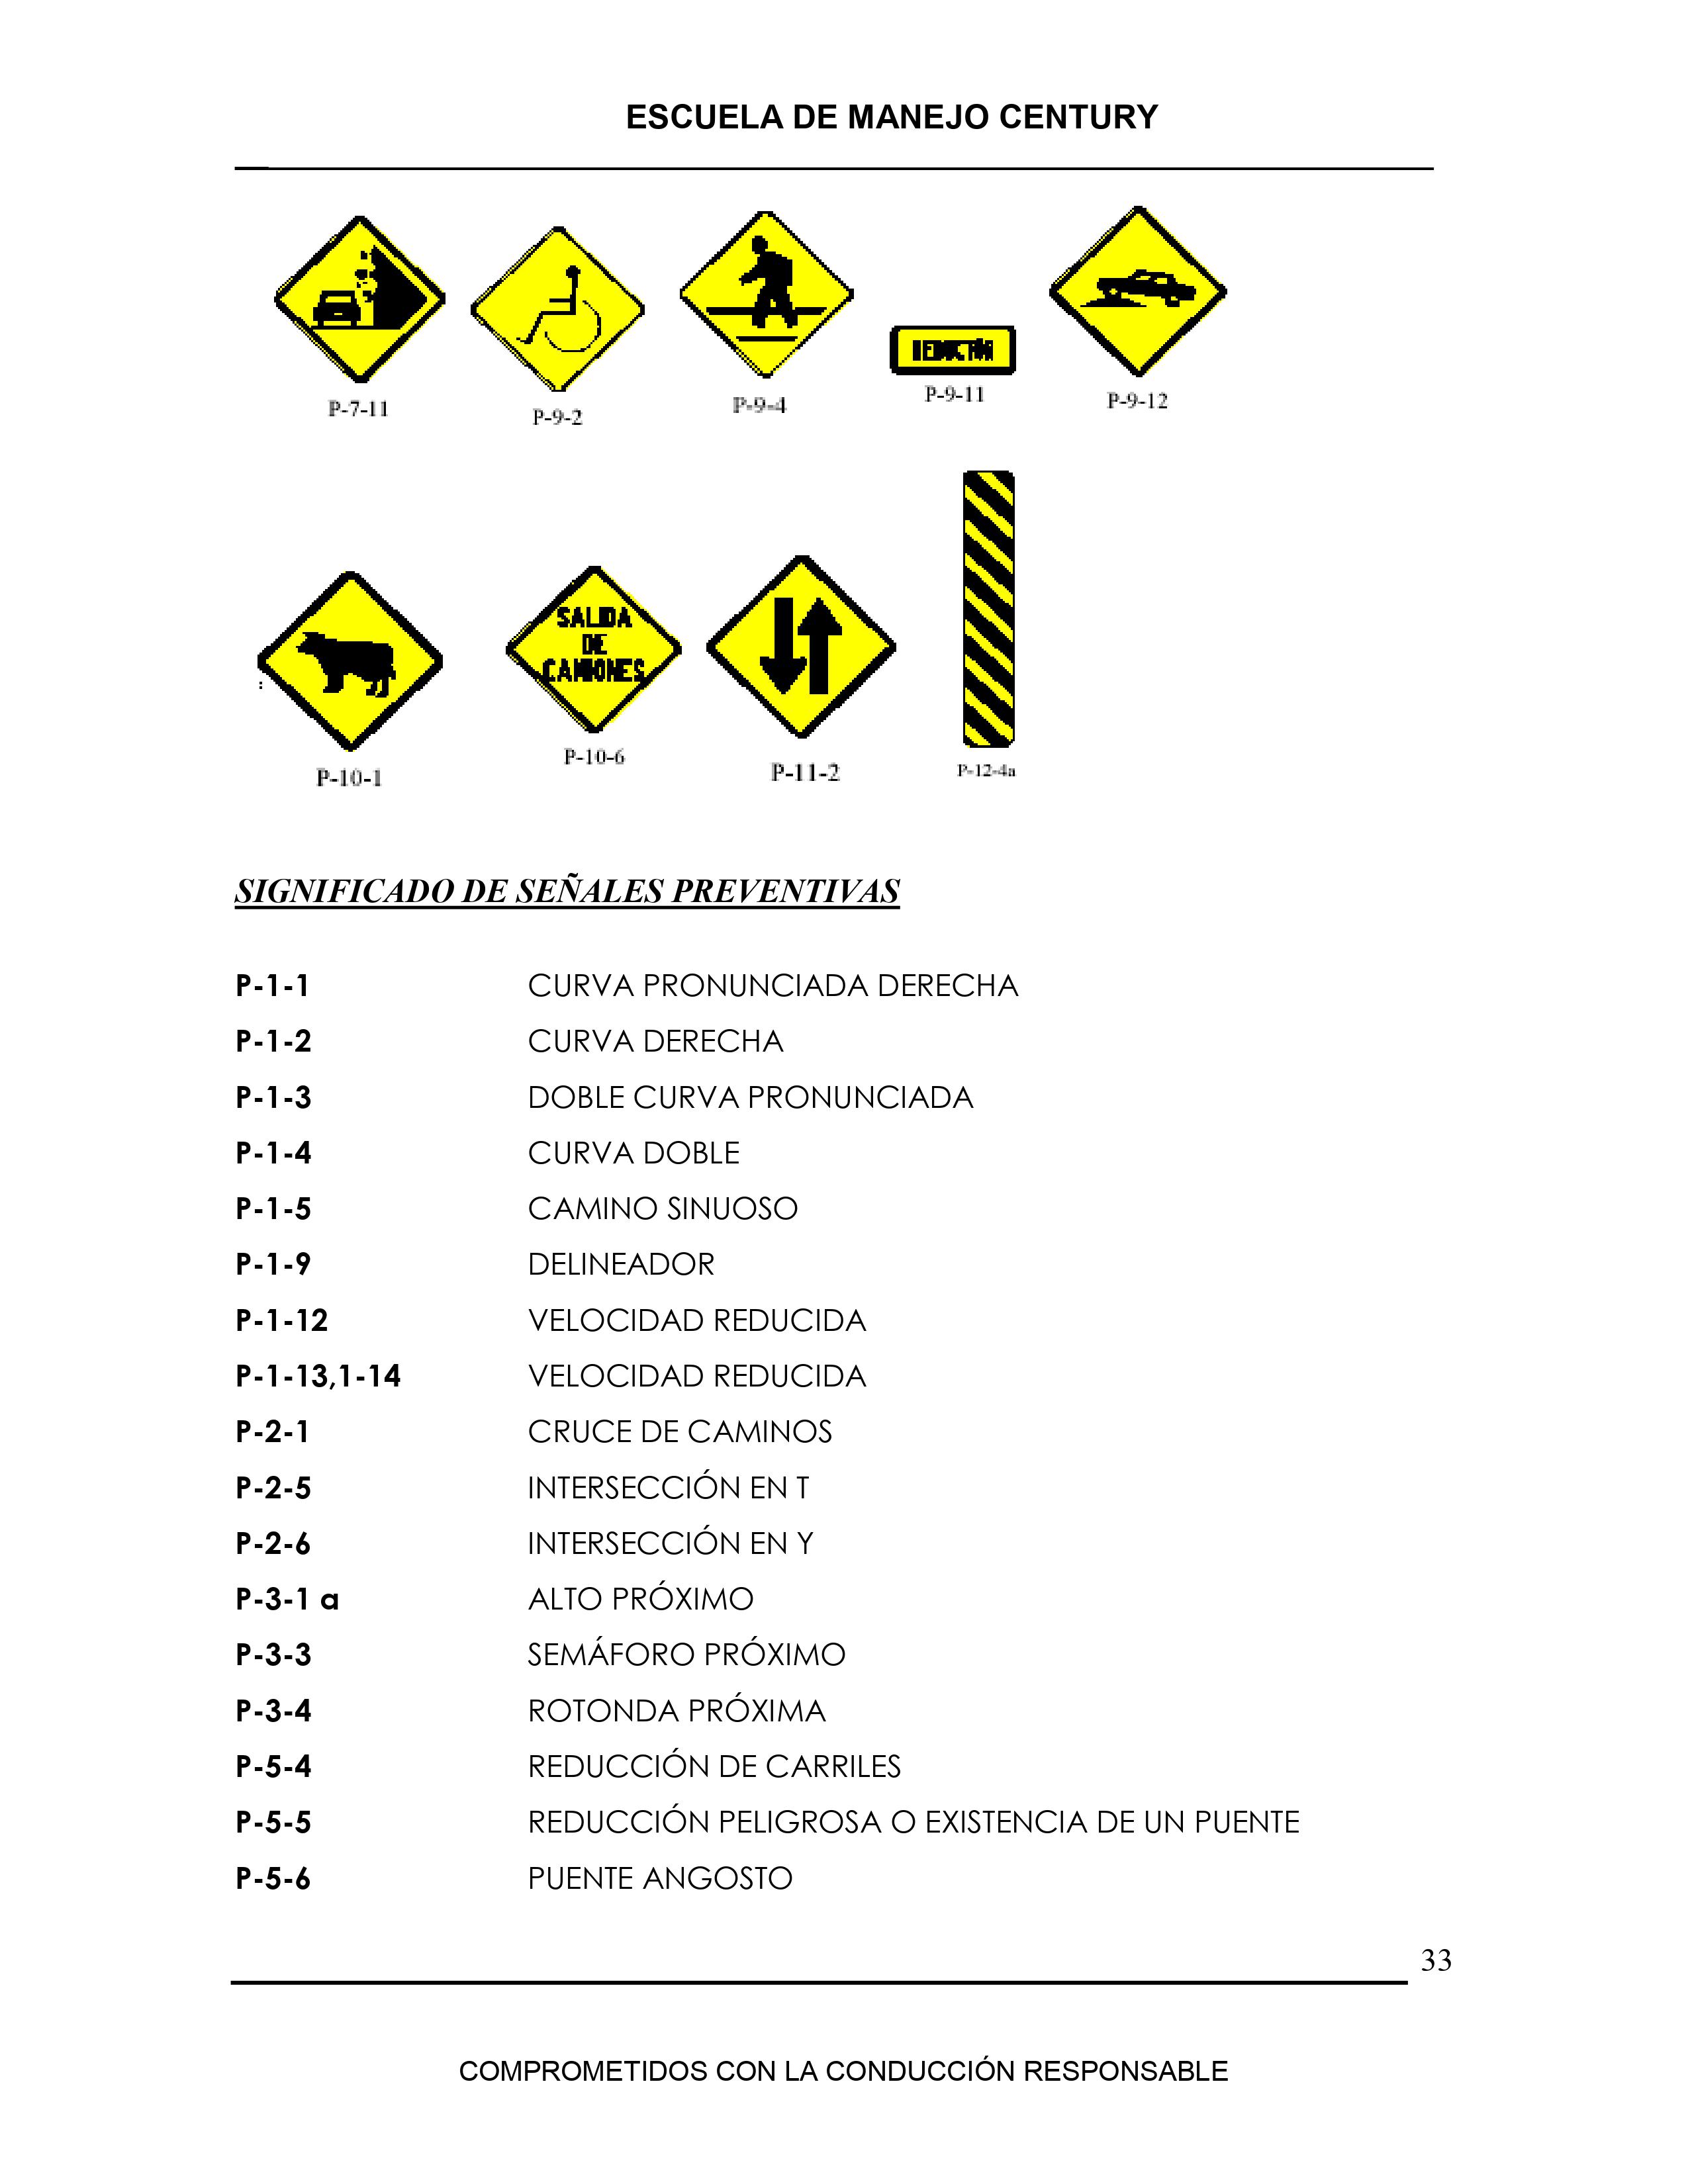 ESCUELA DE MANEJO CENTURY
P-7-11
P-9-2
P-9-4
P-9-11
P-9-12
SALIDA
DE
CAMIONES
P-10-1
P-10-6
P-11-2
P-12-4a
SIGNIFICADO DE SEÑALES PREVENTIVAS
P-1-1 CURVA PRONUNCIADA DERECHA
P-1-2 CURVA DERECHA
P-1-3 DOBLE CURVA PRONUNCIADA
P-1-4 CURVA DOBLE
P-1-5 CAMINO SINUOSO
P-1-9 DELINEADOR
P-1-12 VELOCIDAD REDUCIDA
P-1-13,1-14 VELOCIDAD REDUCIDA
P-2-1 CRUCE DE CAMINOS
P-2-5 INTERSECCIÓN EN T
P-2-6 INTERSECCIÓN EN Y
P-3-1 a ALTO PRÓXIMO
P-3-3 SEMÁFORO PRÓXIMO
P-3-4 ROTONDA PRÓXIMA
P-5-4 REDUCCIÓN DE CARRILES
P-5-5 REDUCCIÓN PELIGROSA O EXISTENCIA DE UN PUENTE
P-5-6 PUENTE ANGOSTO
33
COMPROMETIDOS CON LA CONDUCCIÓN RESPONSABLE